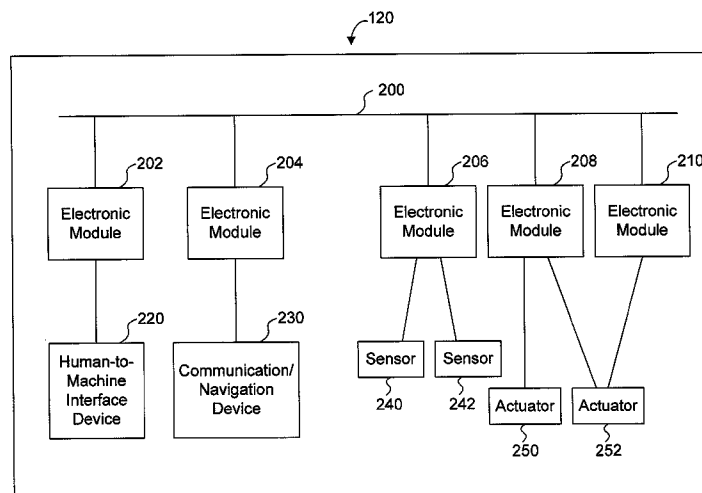 120
200
202
204
206
208
210
Electronic
Module
Electronic
Module
Electronic
Module
Electronic
Module
Electronic
Module
220
230
Human-to-
Machine
Interface
Device
Communication/
Navigation
Device
Sensor
Sensor
240
242
Actuator
Actuator
250
252